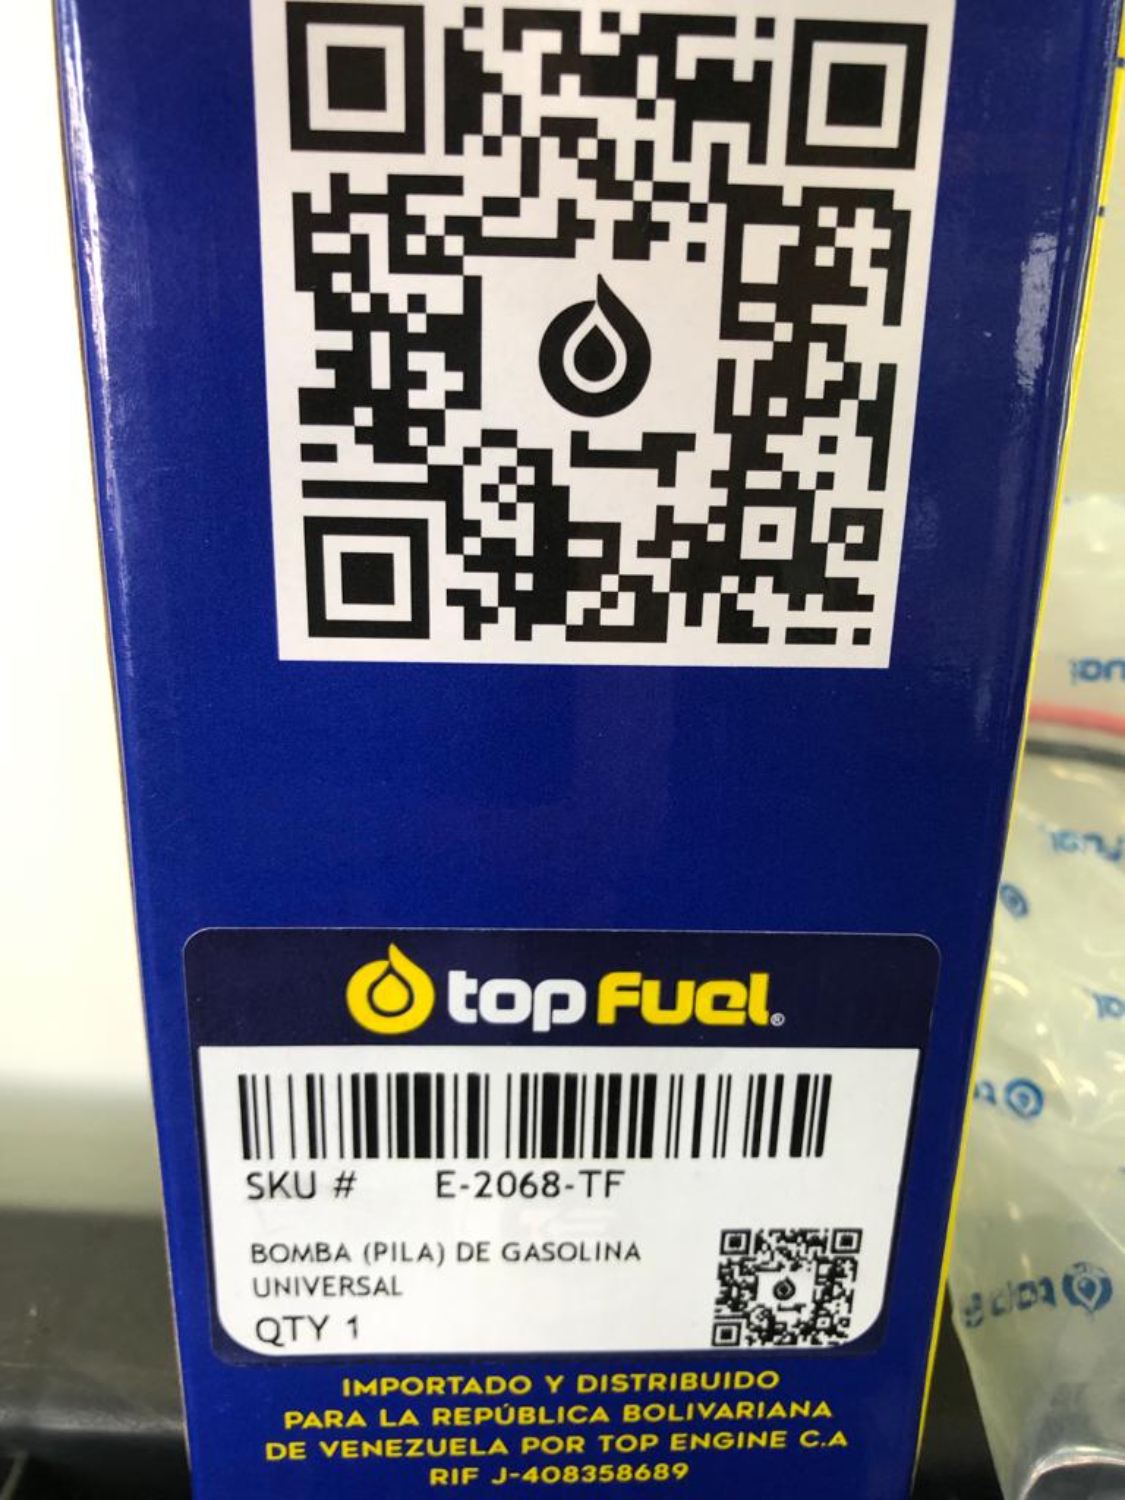 top fuel®
SKU # E-2068-TF
BOMBA (PILA) DE GASOLINA
UNIVERSAL
QTY 1
IMPORTADO Y DISTRIBUIDO
PARA LA REPÚBLICA BOLIVARIANA
DE VENEZUELA POR TOP ENGINE C.A
RIF J-408358689